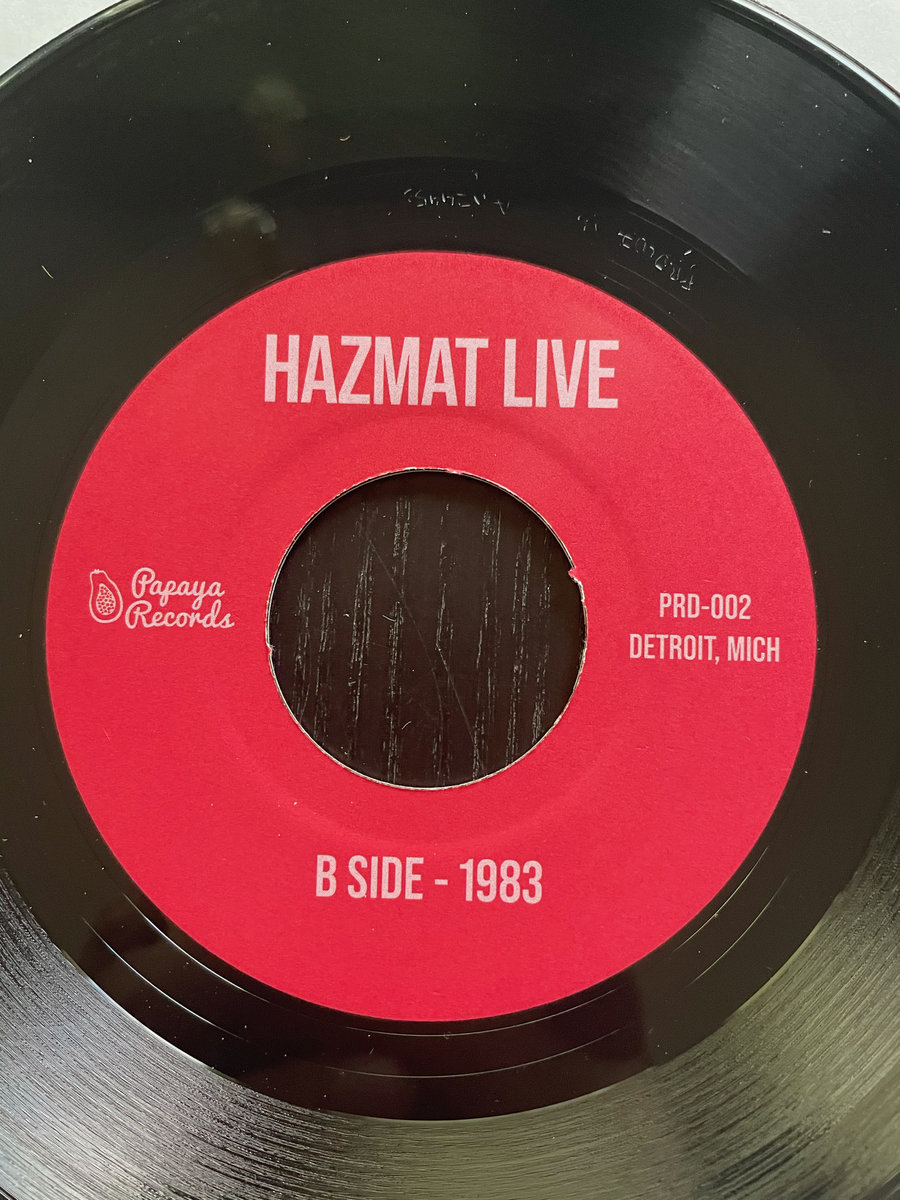 HAZMAT LIVE
Papaya
Records
PRD-002
DETROIT, MICH
B SIDE - 1983